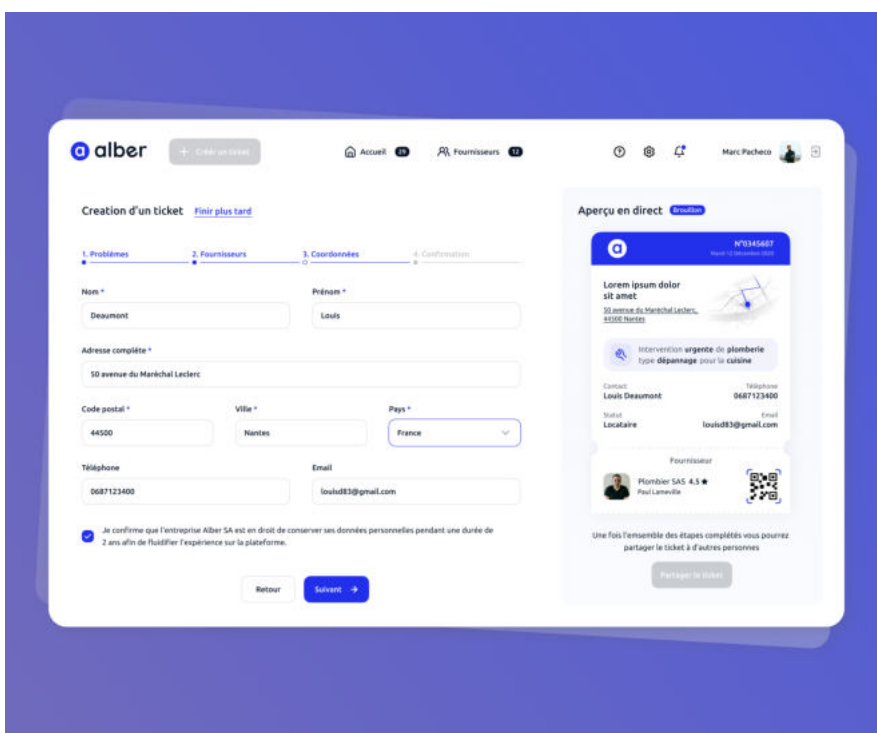 alber
+ Créer un ticket
Accueil 29
Fournisseurs 12
Marc Pacheco
Creation d'un ticket Finir plus tard
1. Problèmes
2. Fournisseurs
3. Coordonnées
4. Confirmation
Nom *
Prénom *
Deaumont
Louis
Adresse complète *
50 avenue du Maréchal Leclerc
Code postal *
Ville *
Pays *
44500
Nantes
France
Téléphone
Email
0687123400
louisd83@gmail.com
Je confirme que l'entreprise Alber SA est en droit de conserver ses données personnelles pendant une durée de
2 ans afin de fluidifier l'expérience sur la plateforme.
Retour
Suivant
Aperçu en direct Brouillon
N°0345607
Mardi 12 Décembre 2023
Lorem ipsum dolor
sit amet
50 avenue du Maréchal Leclerc,
44500 Nantes
Intervention urgente de plomberie
type dépannage pour la cuisine
Contact
Téléphone
Louis Deaumont
0687123400
Statut
Email
Locataire
louisd83@gmail.com
Fournisseur
Plombier SAS 4.5 ★
Paul Lameville
Une fois l'ensemble des étapes complétés vous pourrez
partager le ticket à d'autres personnes
Partager le ticket